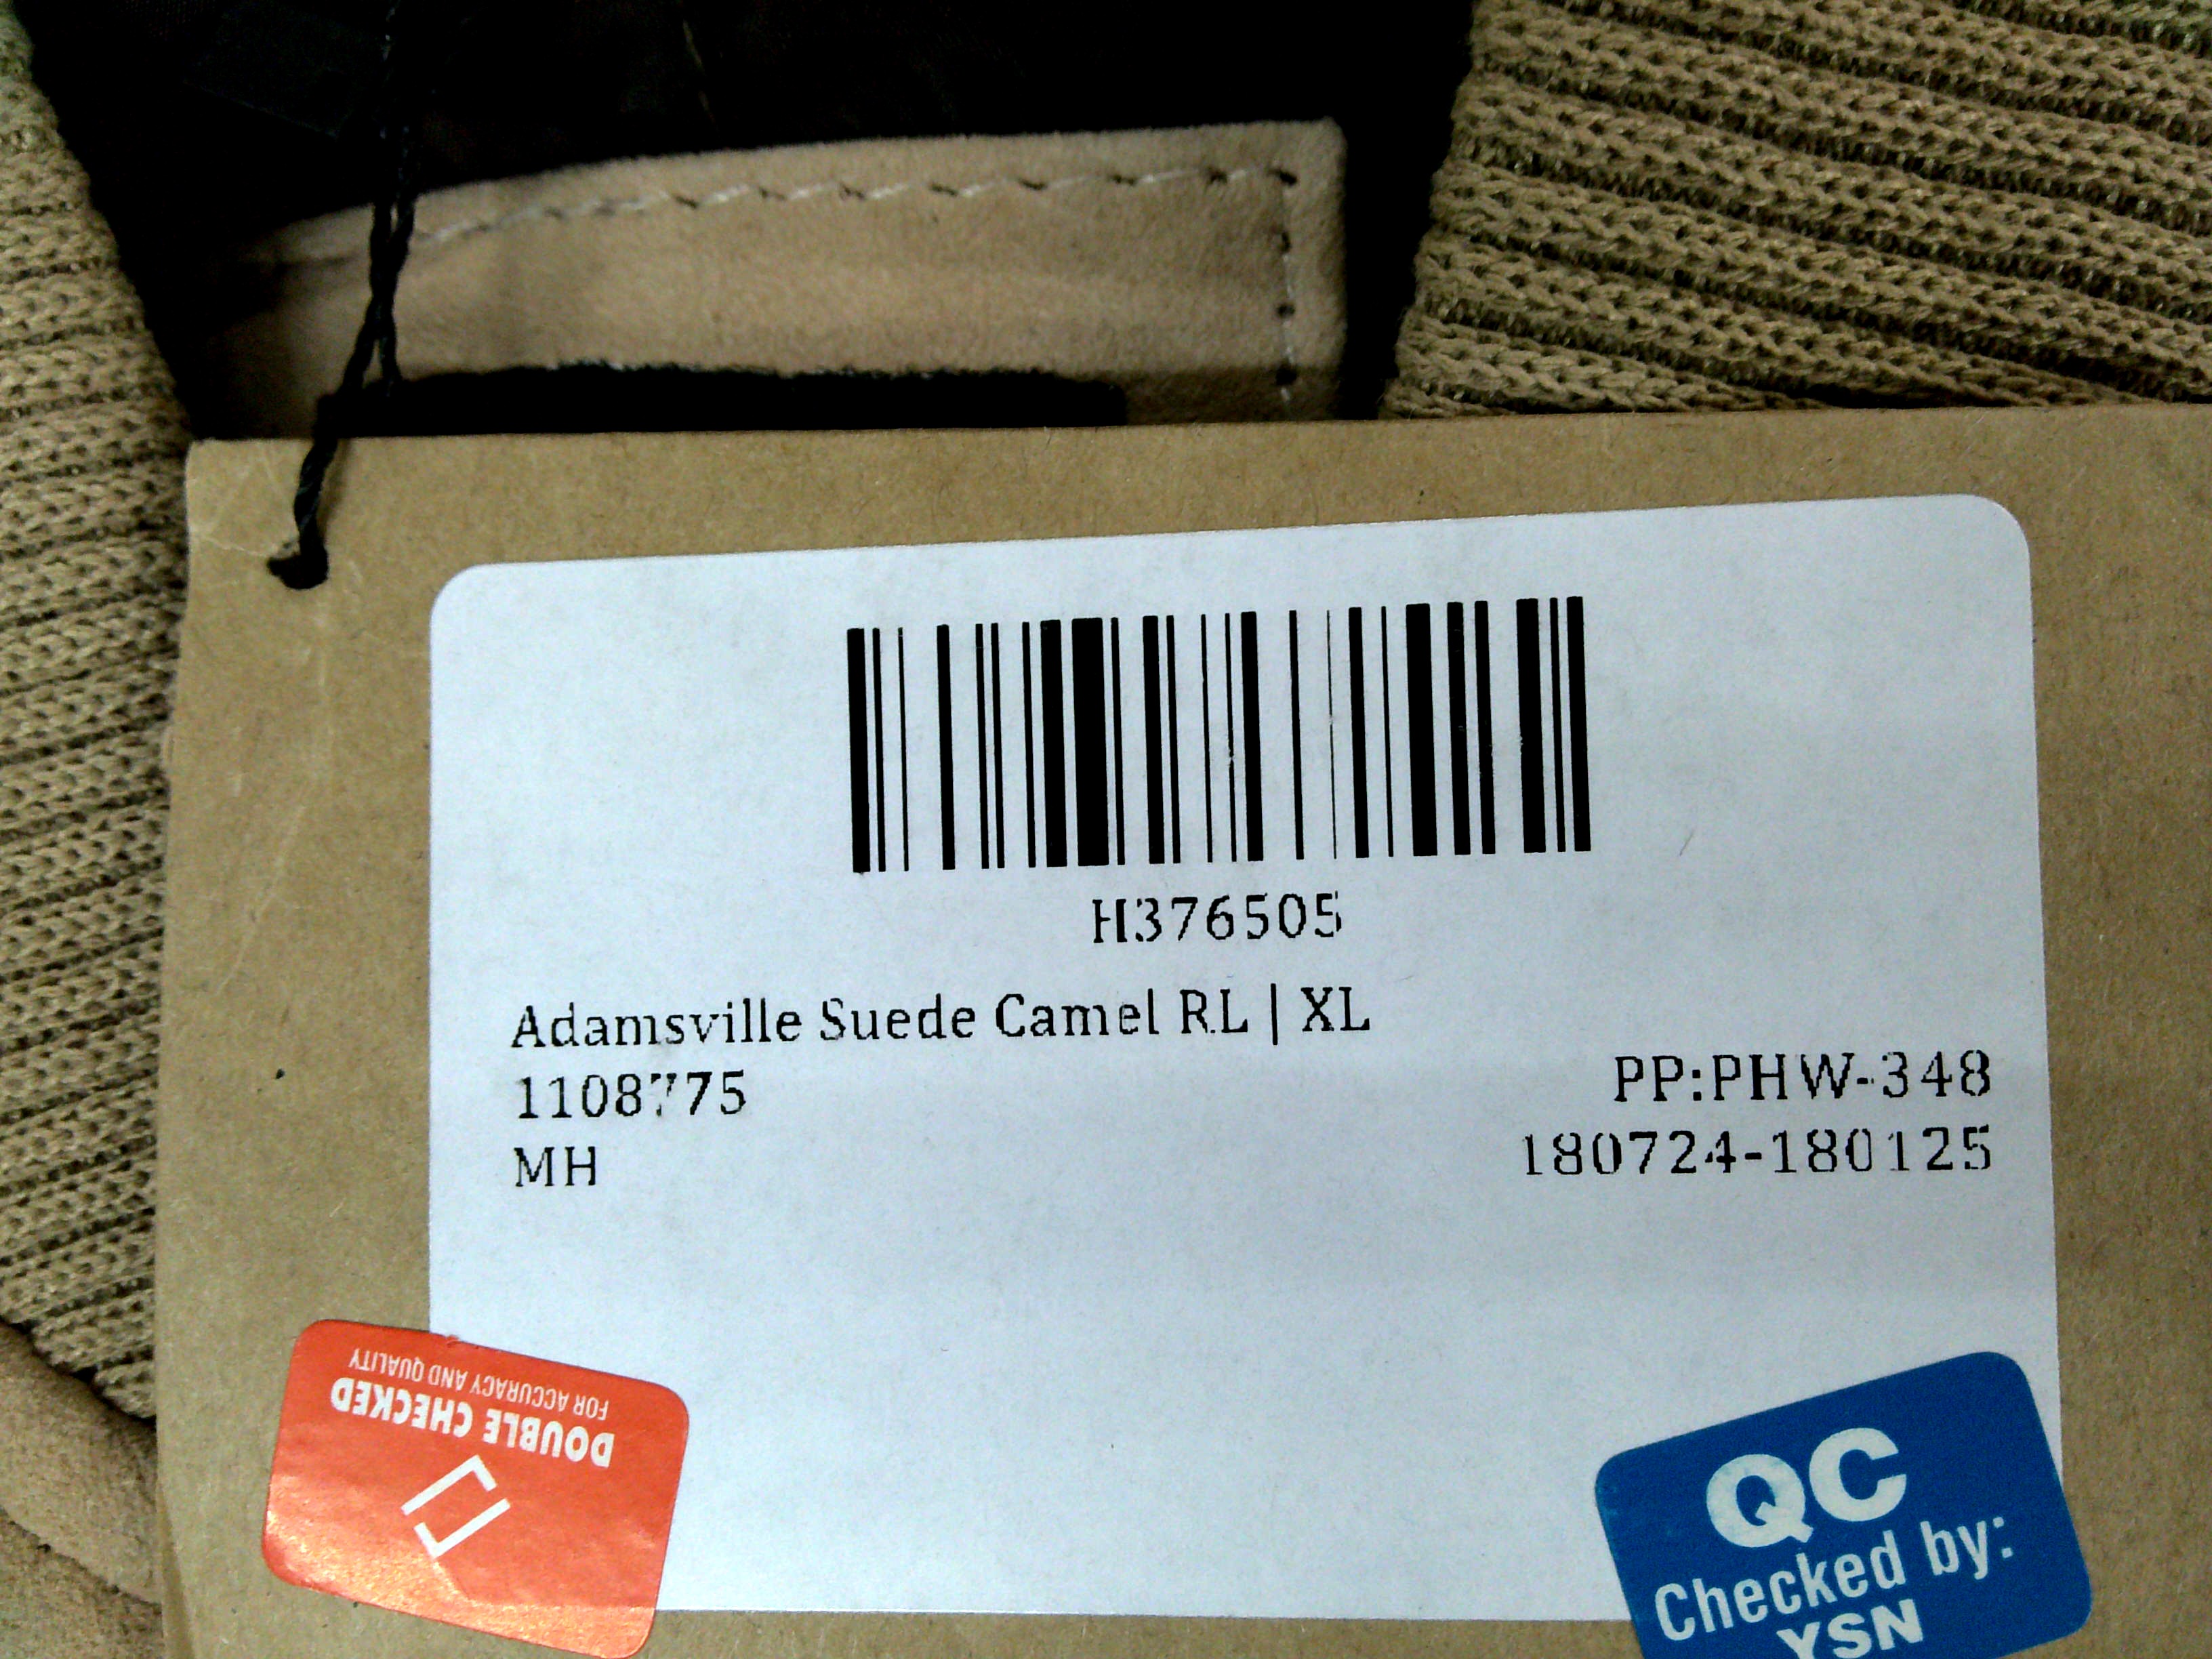 H376505
Adamsville Suede Camel RL | XL
1108775
MH
PP:PHW-348
180724-180125
DOUBLE CHECKED
FOR ACCURACY AND QUALITY
QC
Checked by:
YSN